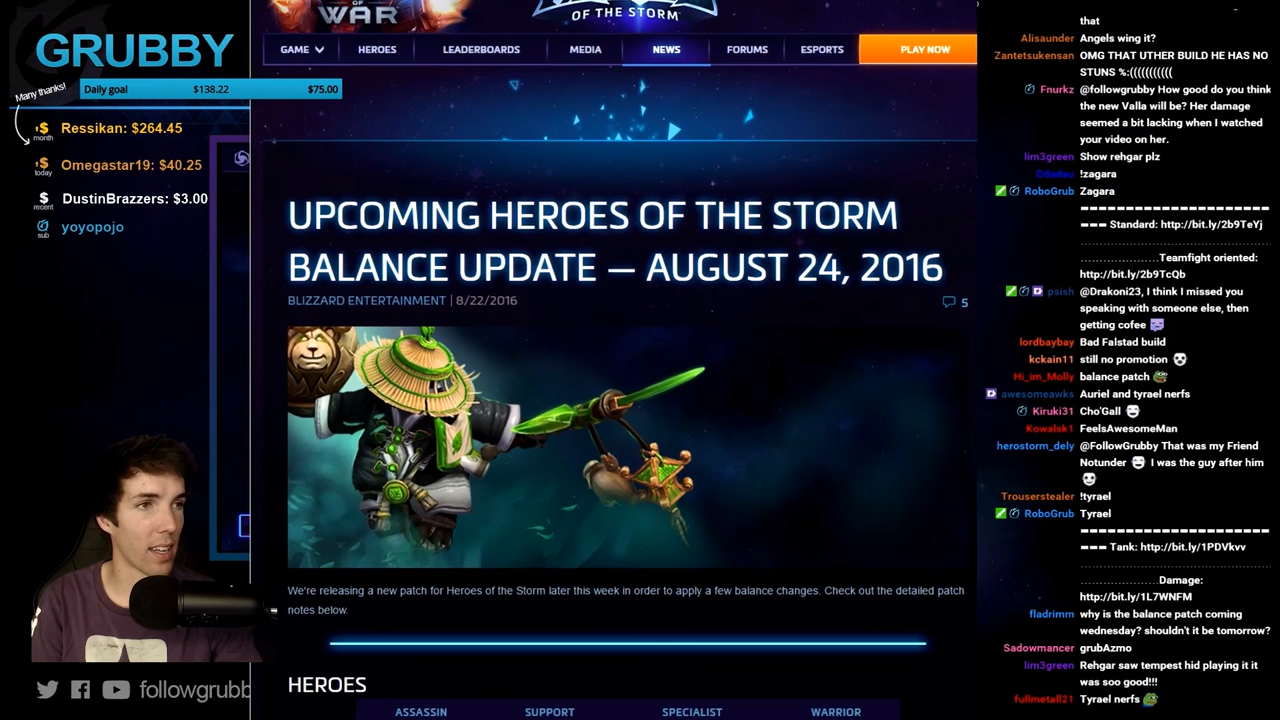 GRUBBY
Many thanks!
Daily goal $138.22 $75.00
$ month Ressikan: $264.45
$ today Omegastar19: $40.25
$ recent DustinBrazzers: $3.00
sub yoyopojo
followgrubb
OF WAR
OF THE STORM
GAME HEROES LEADERBOARDS MEDIA NEWS FORUMS ESPORTS PLAY NOW
UPCOMING HEROES OF THE STORM
BALANCE UPDATE — AUGUST 24, 2016
BLIZZARD ENTERTAINMENT | 8/22/2016 5
We're releasing a new patch for Heroes of the Storm later this week in order to apply a few balance changes. Check out the detailed patch
notes below.
HEROES
ASSASSIN SUPPORT SPECIALIST WARRIOR
that
Alisaunder Angels wing it?
Zantetsukensan OMG THAT UTHER BUILD HE HAS NO
STUNS %:(((((((((((
Fnurkz @followgrubby How good do you think
the new Valla will be? Her damage
seemed a bit lacking when I watched
your video on her.
lim3green Show rehgar plz
!zagara
RoboGrub Zagara
Standard: http://bit.ly/2b9TeYj
Teamfight oriented:
http://bit.ly/2b9TcQb
psish @Drakoni23, I think I missed you
speaking with someone else, then
getting cofee
lordbaybay Bad Falstad build
kckain11 still no promotion
Hi_im_Molly balance patch
awesomeawks Auriel and tyrael nerfs
Kiruki31 Cho'Gall
Kowalsk1 FeelsAwesomeMan
herostorm_dely @FollowGrubby That was my Friend
Notunder I was the guy after him
Trouserstealer !tyrael
RoboGrub Tyrael
Tank: http://bit.ly/1PDVkvv
Damage:
http://bit.ly/1L7WNFM
fladrimm why is the balance patch coming
wednesday? shouldn't it be tomorrow?
Sadowmancer grubAzmo
lim3green Rehgar saw tempest hid playing it it
was soo good!!!
fullmetall21 Tyrael nerfs